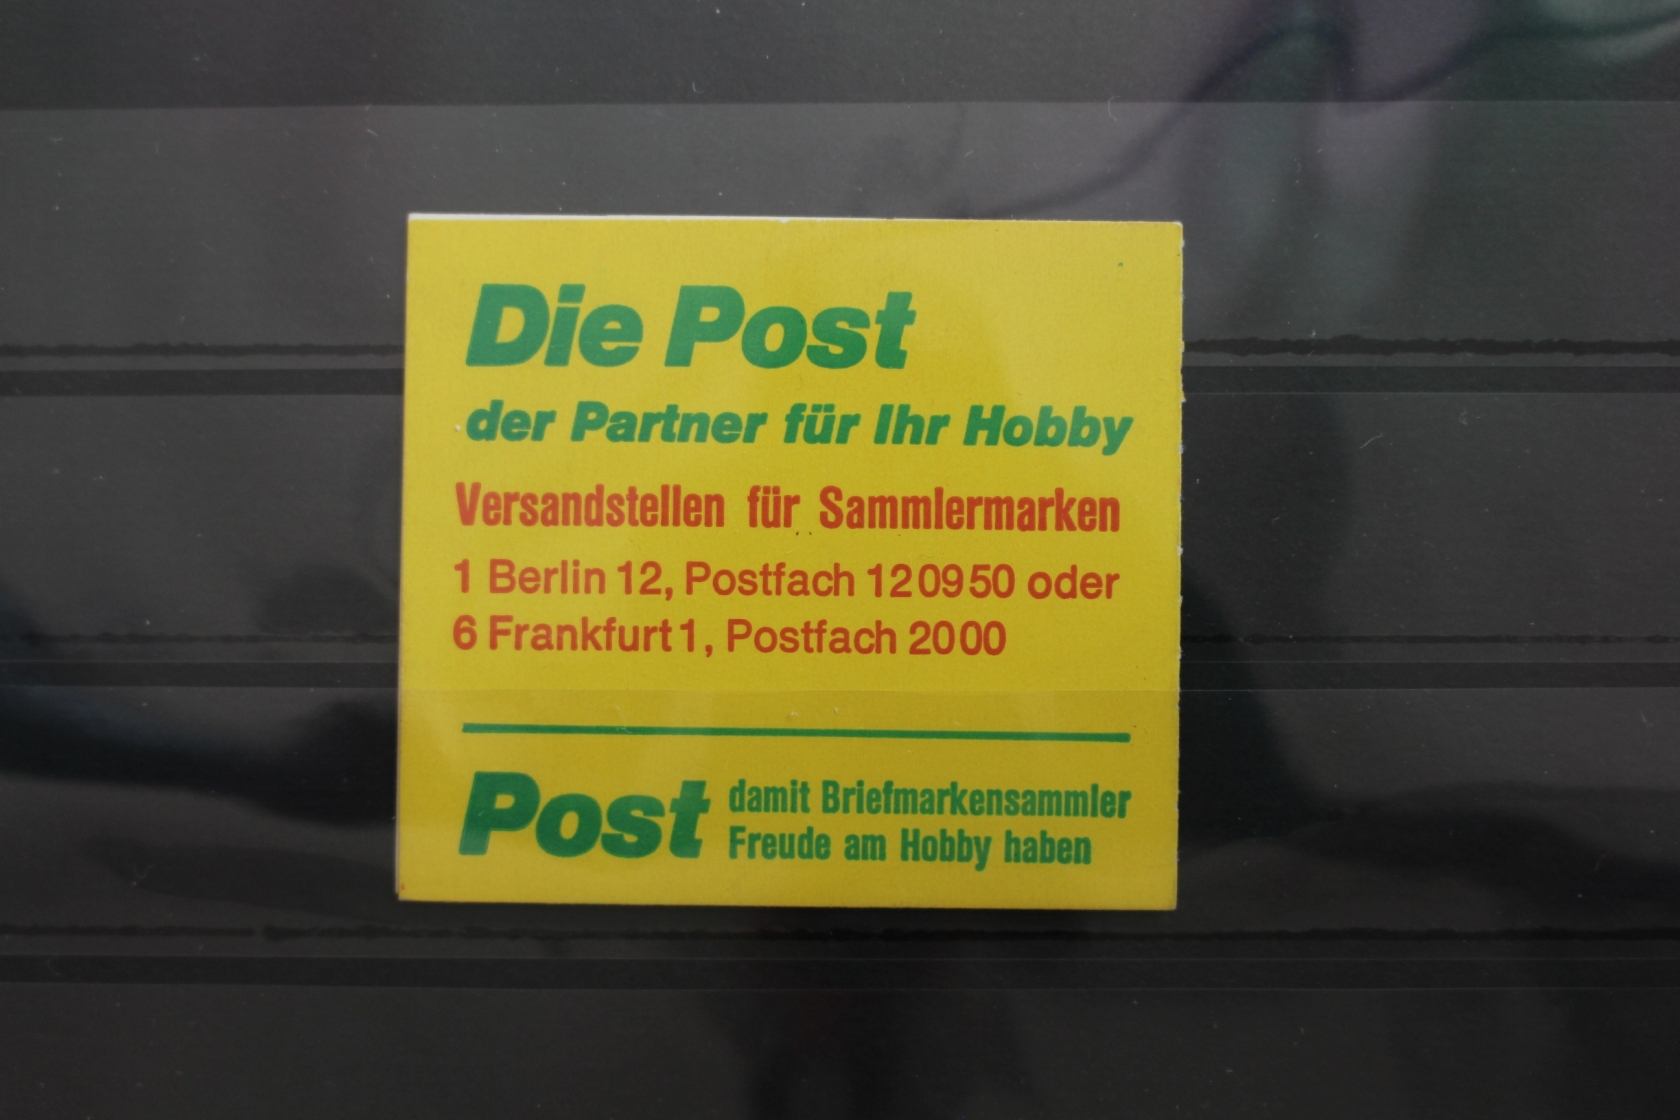 Die Post
der Partner für Ihr Hobby
Versandstellen für Sammlermarken
1 Berlin 12, Postfach 120950 oder
6 Frankfurt 1, Postfach 2000
Post damit Briefmarkensammler
Freude am Hobby haben